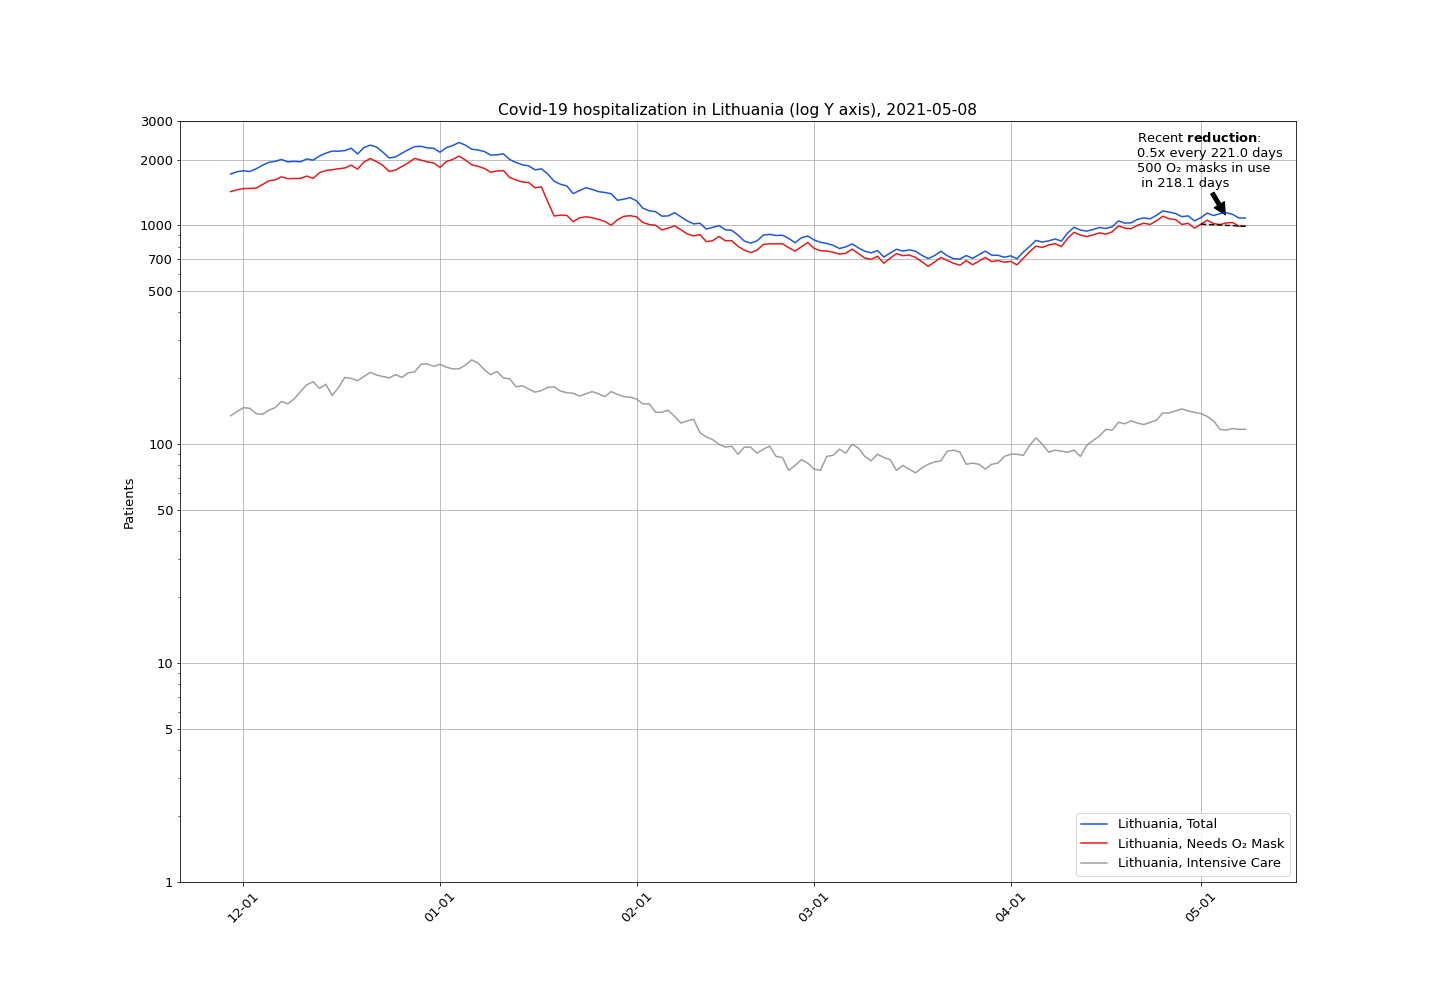 Covid-19 hospitalization in Lithuania (log Y axis), 2021-05-08
Recent reduction:
0.5x every 221.0 days
500 O₂ masks in use
in 218.1 days
3000
2000
1000
700
500
100
50
10
5
1
Patients
12-01
01-01
02-01
03-01
04-01
05-01
Lithuania, Total
Lithuania, Needs O₂ Mask
Lithuania, Intensive Care